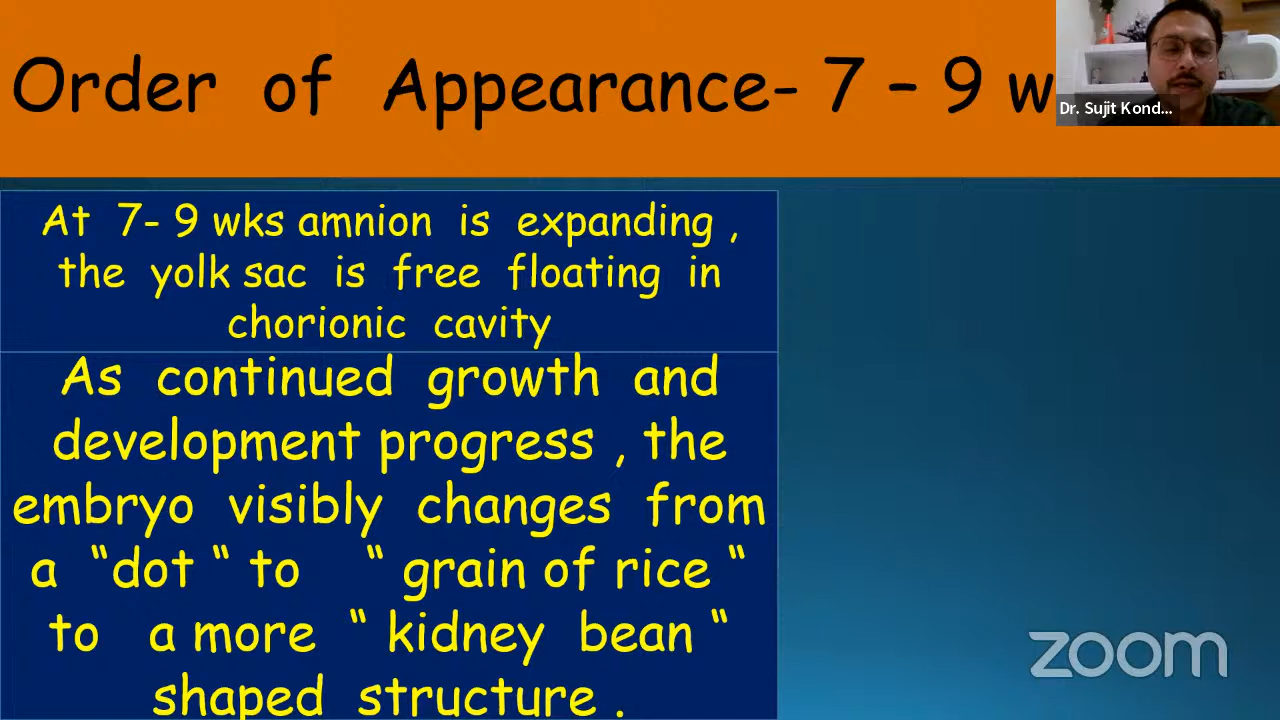 Order of Appearance- 7 – 9 w
Dr. Sujit Kond...
At 7- 9 wks amnion is expanding ,
the yolk sac is free floating in
chorionic cavity
As continued growth and
development progress , the
embryo visibly changes from
a “dot “ to “ grain of rice “
to a more “ kidney bean “
shaped structure .
zoom